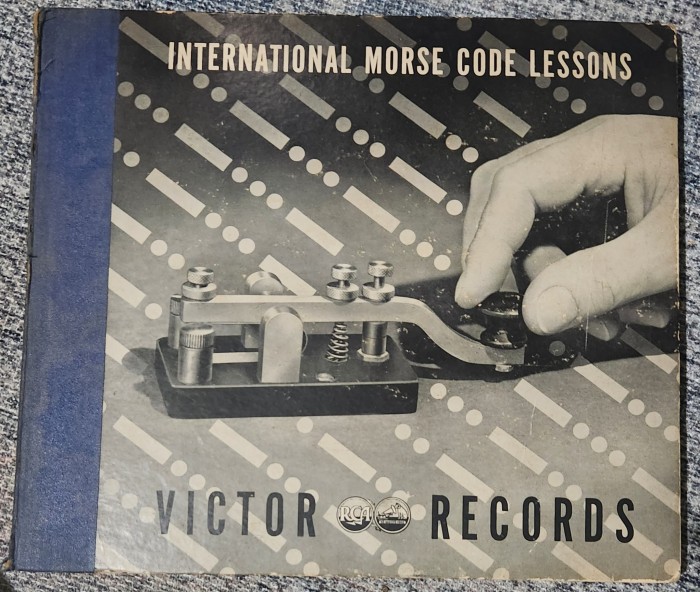 INTERNATIONAL MORSE CODE LESSONS
VICTOR RCA RECORDS